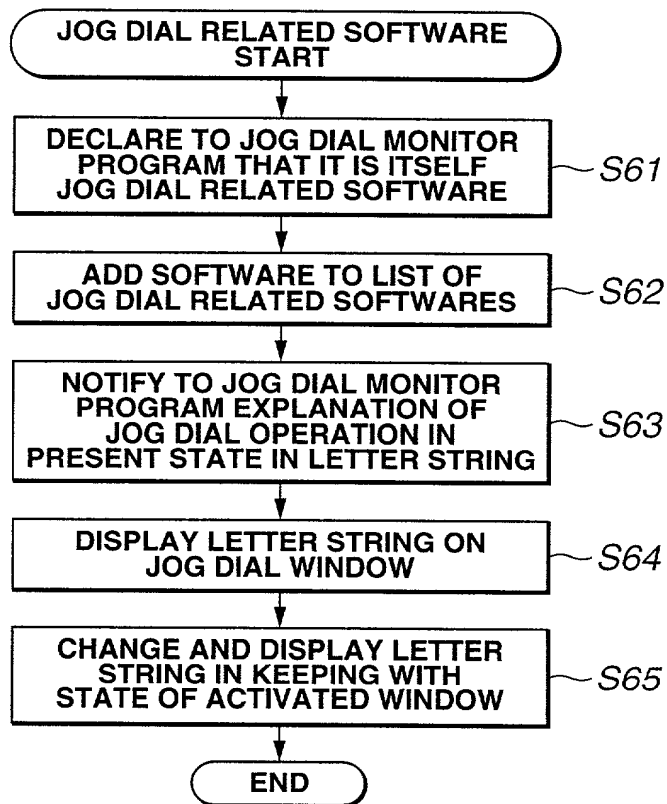 JOG DIAL RELATED SOFTWARE
START
DECLARE TO JOG DIAL MONITOR
PROGRAM THAT IT IS ITSELF
JOG DIAL RELATED SOFTWARE
S61
ADD SOFTWARE TO LIST OF
JOG DIAL RELATED SOFTWARES
S62
NOTIFY TO JOG DIAL MONITOR
PROGRAM EXPLANATION OF
JOG DIAL OPERATION IN
PRESENT STATE IN LETTER STRING
S63
DISPLAY LETTER STRING ON
JOG DIAL WINDOW
S64
CHANGE AND DISPLAY LETTER
STRING IN KEEPING WITH
STATE OF ACTIVATED WINDOW
S65
END